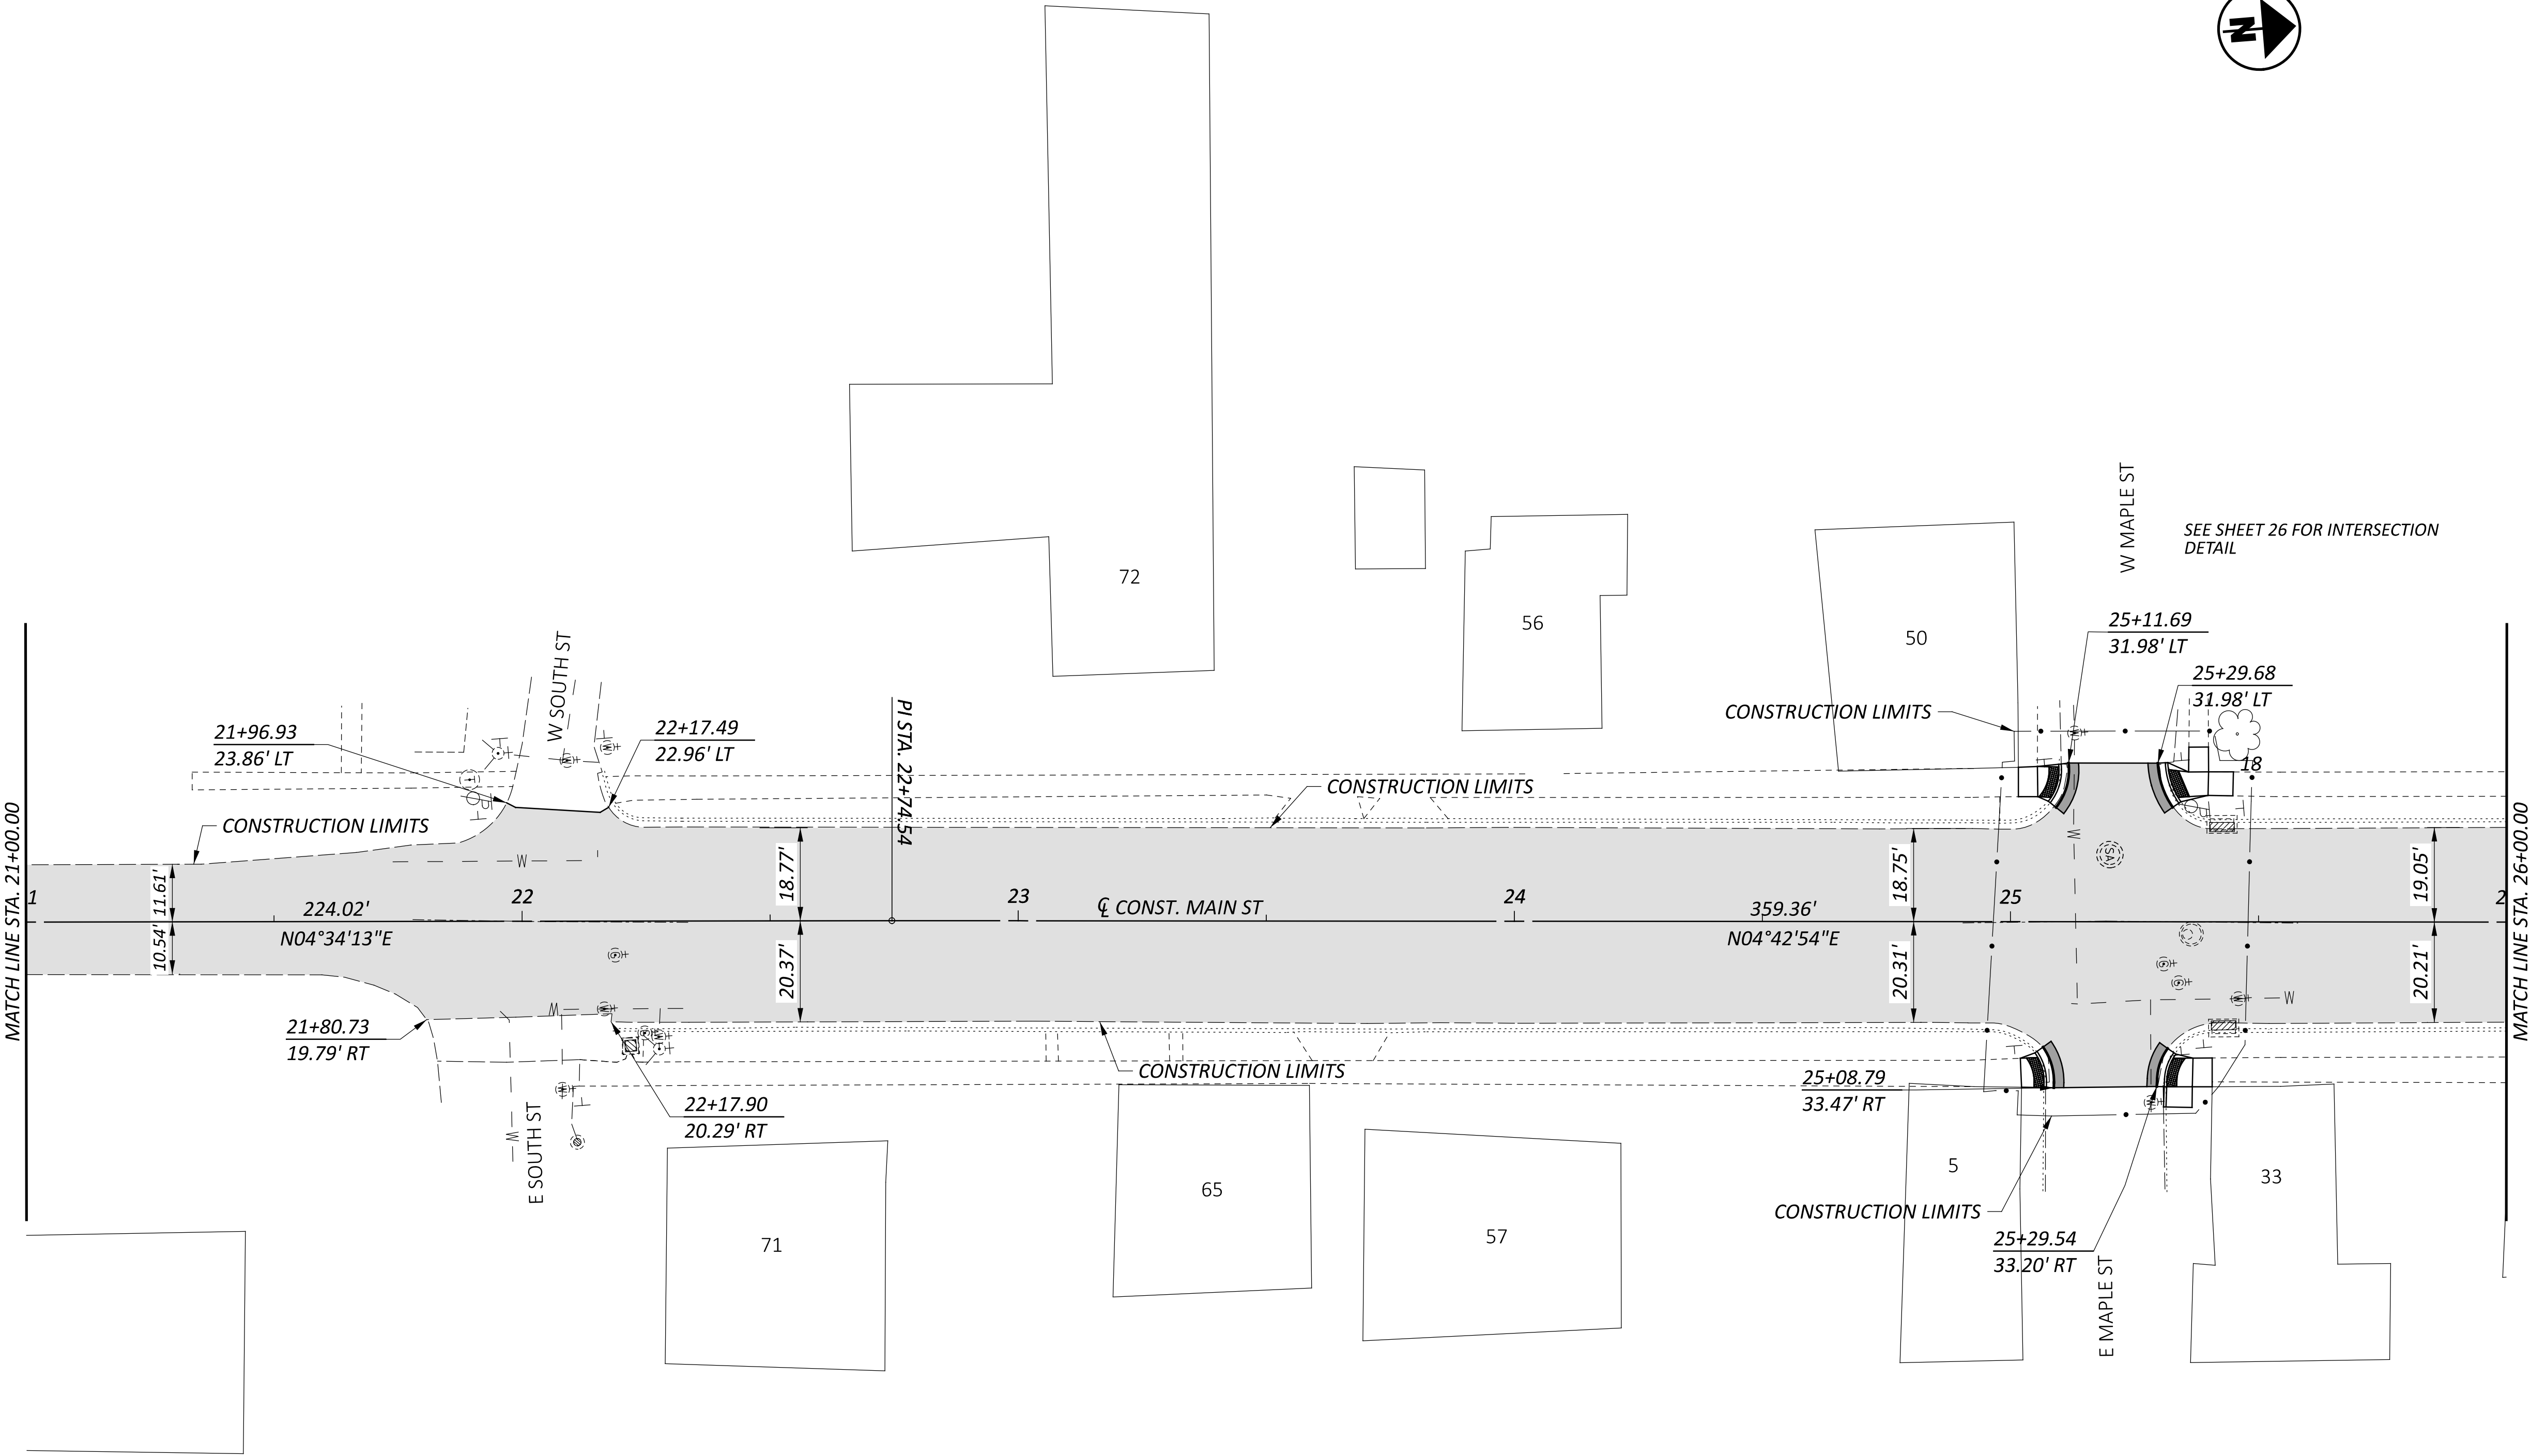 N
72
56
50
W MAPLE ST
SEE SHEET 26 FOR INTERSECTION
DETAIL
25+11.69
31.98' LT
25+29.68
31.98' LT
CONSTRUCTION LIMITS
18
W SOUTH ST
21+96.93
23.86' LT
22+17.49
22.96' LT
PI STA. 22+74.54
CONSTRUCTION LIMITS
CONSTRUCTION LIMITS
MATCH LINE STA. 21+00.00
MATCH LINE STA. 26+00.00
1
11.61'
10.54'
224.02'
N04°34'13"E
22
W
18.77'
20.37'
23
℄ CONST. MAIN ST
24
359.36'
N04°42'54"E
18.75'
20.31'
25
W
SA
19.05'
20.21'
2
G
W
W
W
W
G
W
G
G
W
W
W
W
W
W
21+80.73
19.79' RT
22+17.90
20.29' RT
CONSTRUCTION LIMITS
25+08.79
33.47' RT
E SOUTH ST
W
W
71
65
57
5
33
CONSTRUCTION LIMITS
25+29.54
33.20' RT
E MAPLE ST